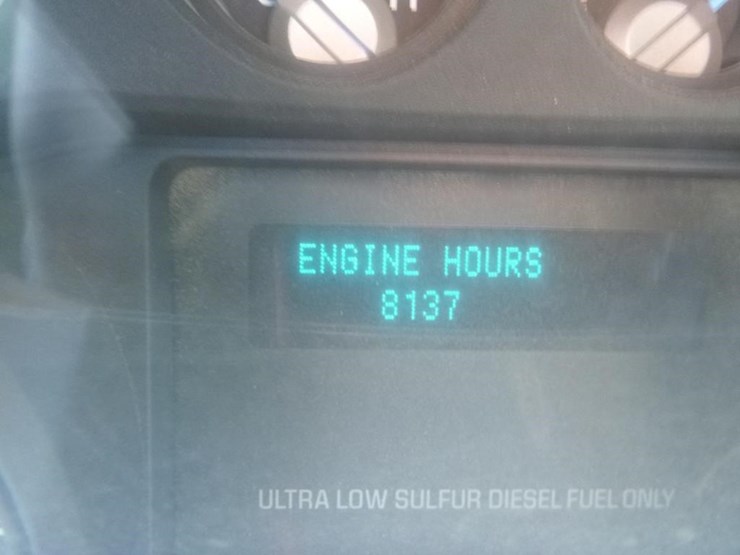 ENGINE HOURS
8137
ULTRA LOW SULFUR DIESEL FUEL ONLY